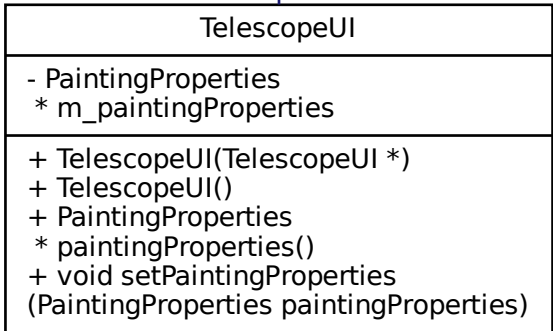 TelescopeUI
- PaintingProperties
* m_paintingProperties
+ TelescopeUI(TelescopeUI *)
+ TelescopeUI()
+ PaintingProperties
* paintingProperties()
+ void setPaintingProperties
(PaintingProperties paintingProperties)